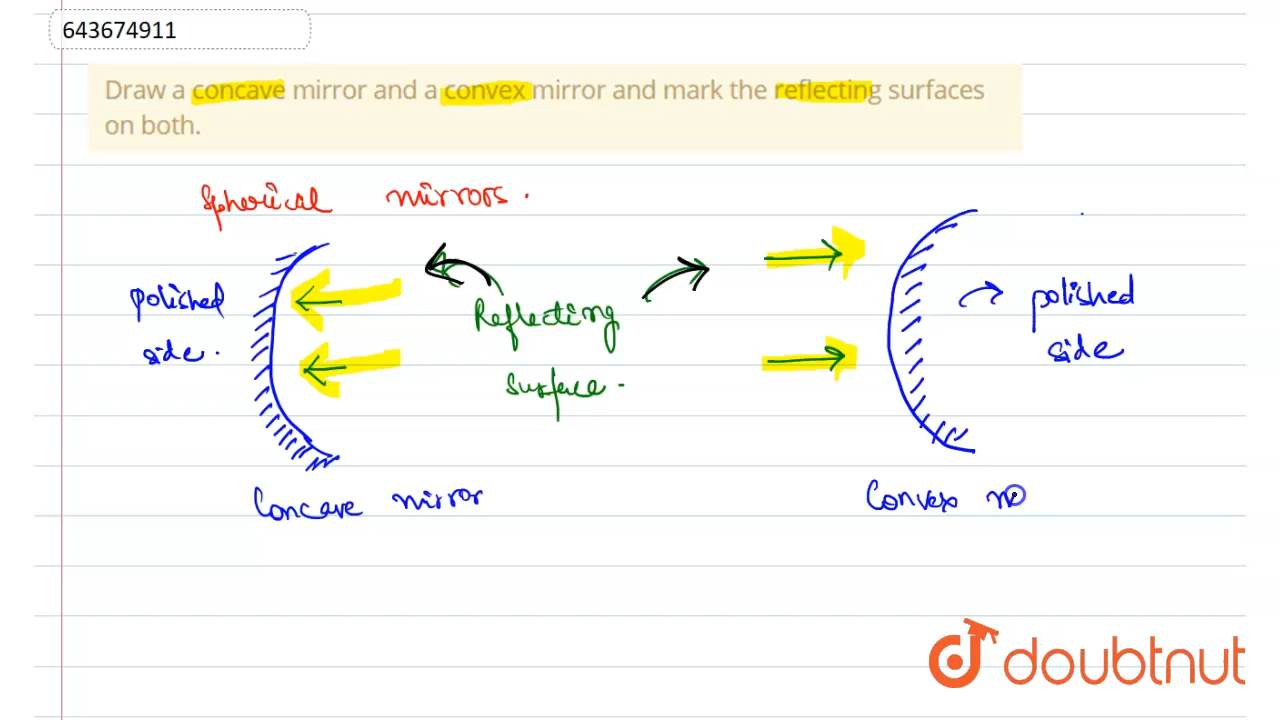 643674911
Draw a concave mirror and a convex mirror and mark the reflecting surfaces
on both.
Spherical mirrors.
polished
side.
Reflecting
Surface.
polished
side
Concave mirror
Convex m
doubtnut